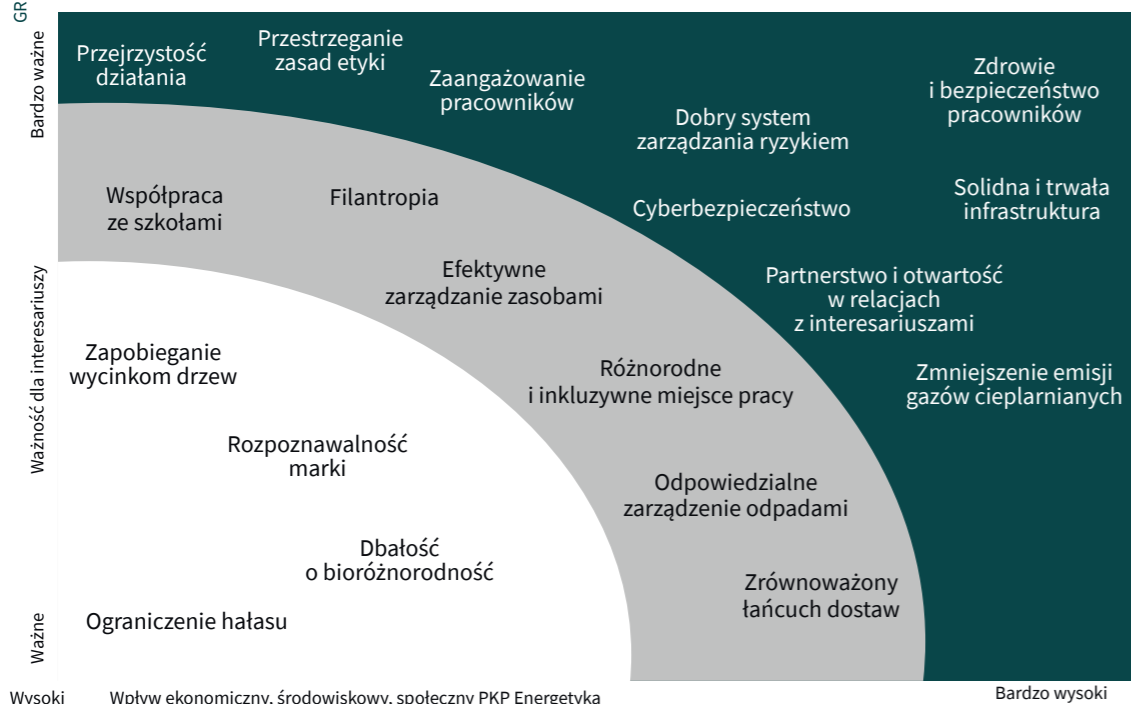 GR
Bardzo ważne
Ważność dla interesariuszy
Ważne
Przejrzystość
działania
Przestrzeganie
zasad etyki
Zaangażowanie
pracowników
Dobry system
zarządzania ryzykiem
Zdrowie
i bezpieczeństwo
pracowników
Współpraca
ze szkołami
Filantropia
Cyberbezpieczeństwo
Solidna i trwała
infrastruktura
Efektywne
zarządzanie zasobami
Partnerstwo i otwartość
w relacjach
z interesariuszami
Zapobieganie
wycinkom drzew
Różnorodne
i inkluzywne miejsce pracy
Zmniejszenie emisji
gazów cieplarnianych
Rozpoznawalność
marki
Odpowiedzialne
zarządzenie odpadami
Dbałość
o bioróżnorodność
Zrównoważony
łańcuch dostaw
Ograniczenie hałasu
Wysoki
Wpływ ekonomiczny, środowiskowy, społeczny PKP Energetyka
Bardzo wysoki